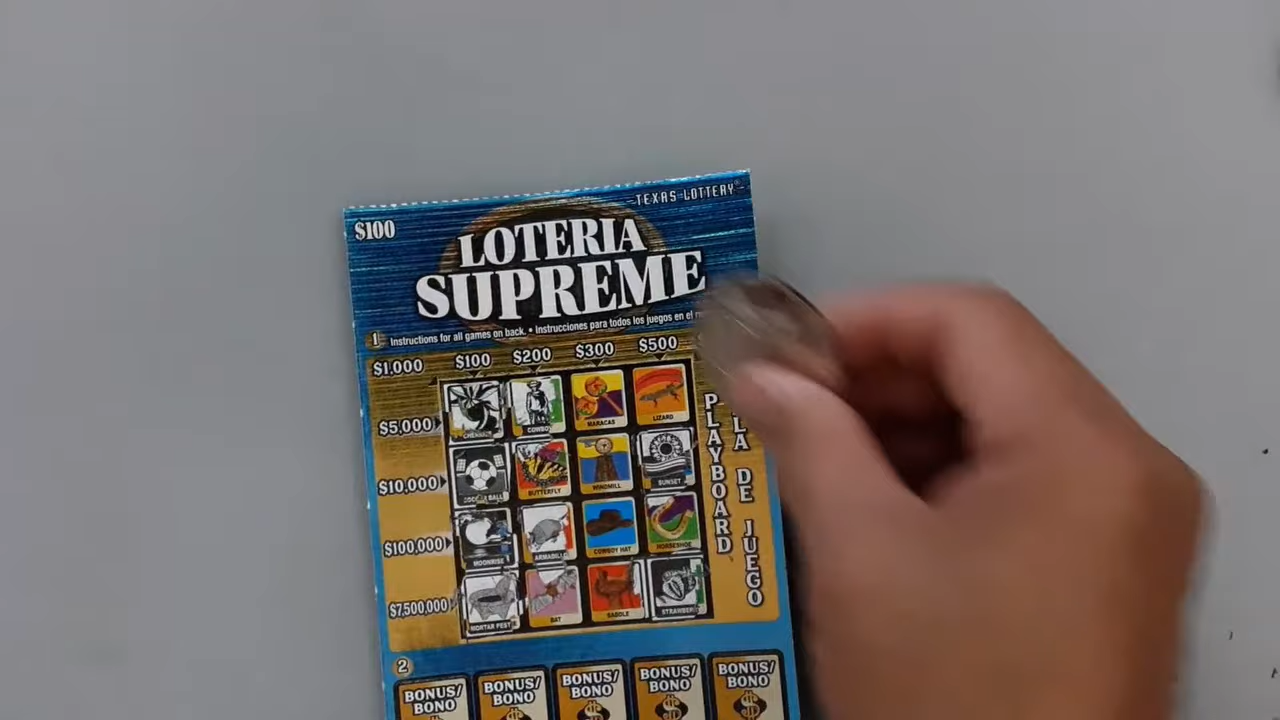 TEXAS LOTTERY
$100
LOTERIA
SUPREME
1 Instructions for all games on back. • Instrucciones para todos los juegos en el
$1,000 $100 $200 $300 $500
$5,000
COWBOY MARACAS LIZARD
$10,000
BUTTERFLY WINDMILL SUNSET
$100,000
MOONRISE COWBOY HAT HORSESHOE
$7,500,000
BAT SADDLE
PLAYBOARD
LA DE JUEGO
2
BONUS/ BONO BONUS/ BONO BONUS/ BONO BONUS/ BONO BONUS/ BONO